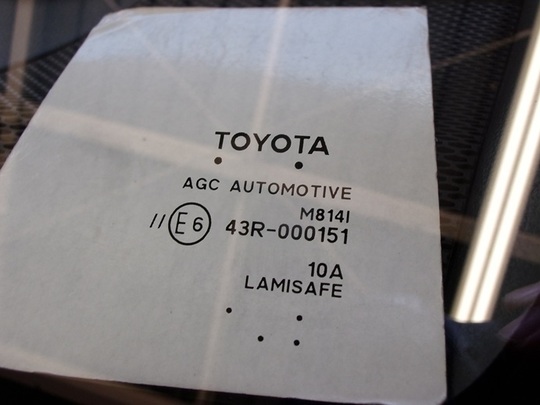 TOYOTA
AGC AUTOMOTIVE
M814I
// E6 43R-000151
10A
LAMISAFE